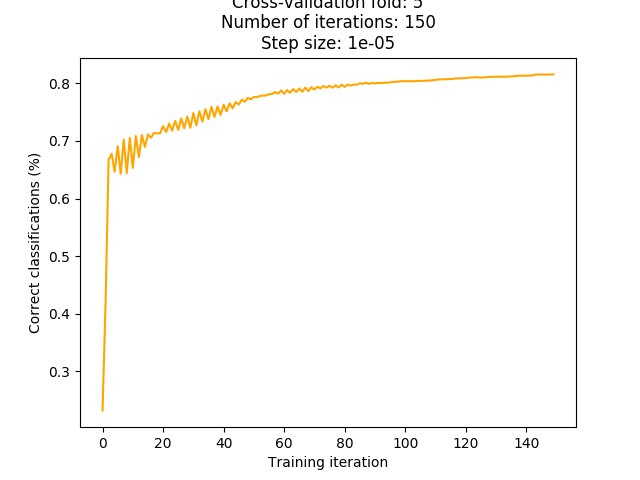 Cross-validation fold: 5
Number of iterations: 150
Step size: 1e-05
0.8
0.7
0.6
0.5
0.4
0.3
Correct classifications (%)
0 20 40 60 80 100 120 140
Training iteration